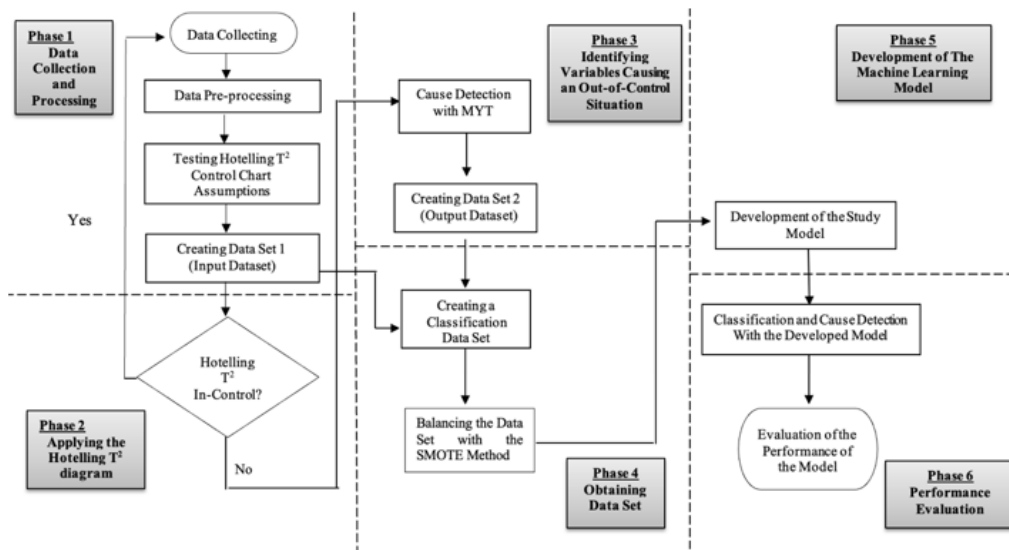 Phase 1
Data
Collection
and
Processing
Data Collecting
Data Pre-processing
Testing Hotelling T²
Control Chart
Assumptions
Yes
Creating Data Set 1
(Input Dataset)
Hotelling
T²
In-Control?
Phase 2
Applying the
Hotelling T²
diagram
No
Phase 3
Identifying
Variables Causing
an Out-of-Control
Situation
Cause Detection
with MYT
Creating Data Set 2
(Output Dataset)
Creating a
Classification
Data Set
Balancing the Data
Set with the
SMOTE Method
Phase 4
Obtaining
Data Set
Phase 5
Development of The
Machine Learning
Model
Development of the Study
Model
Classification and Cause Detection
With the Developed Model
Evaluation of the
Performance of
the Model
Phase 6
Performance
Evaluation